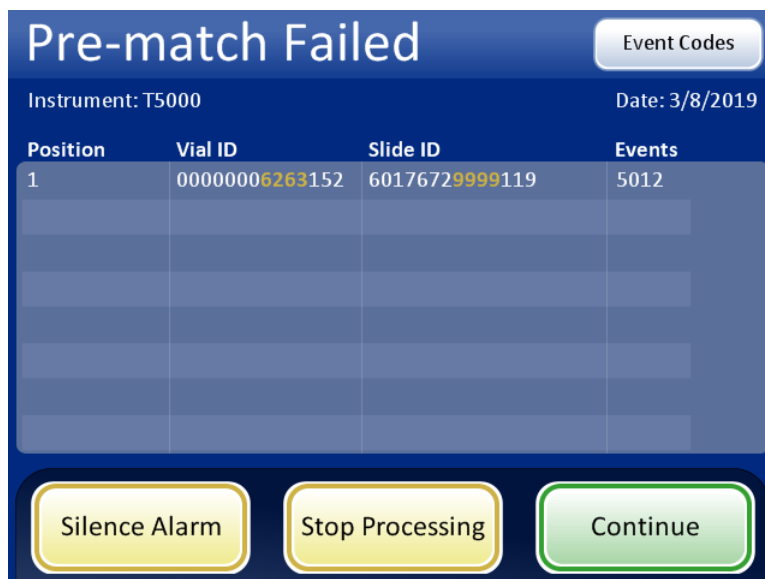 Pre-match Failed
Event Codes
Instrument: T5000
Date: 3/8/2019
Position Vial ID Slide ID Events
1 00000006263152 60176729999119 5012
Silence Alarm
Stop Processing
Continue